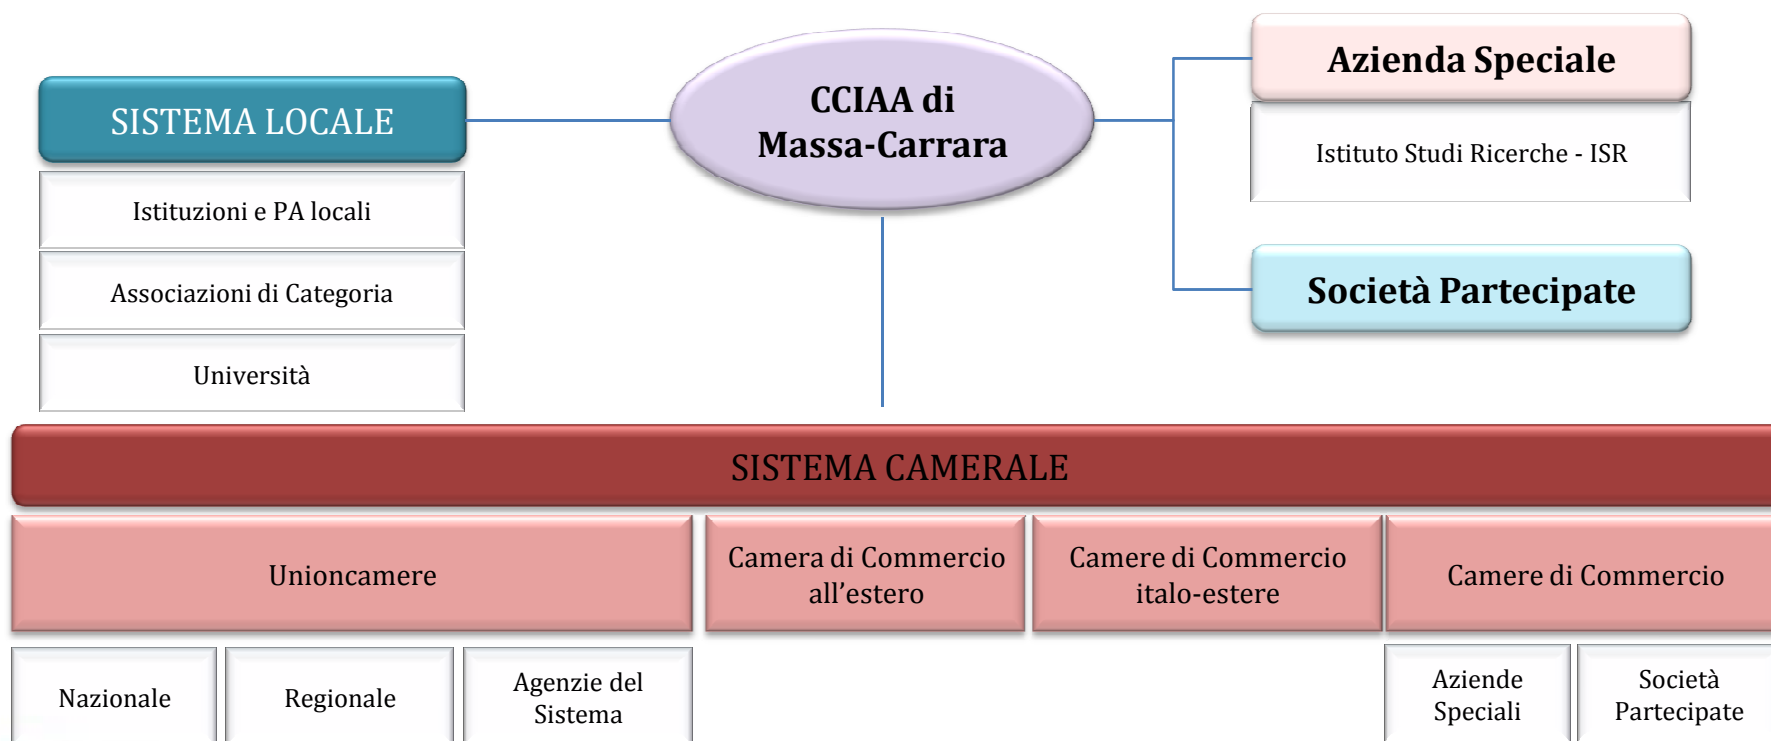 SISTEMA LOCALE
Istituzioni e PA locali
Associazioni di Categoria
Università
CCIAA di
Massa-Carrara
Azienda Speciale
Istituto Studi Ricerche - ISR
Società Partecipate
SISTEMA CAMERALE
Unioncamere
Camera di Commercio
all’estero
Camere di Commercio
italo-estere
Camere di Commercio
Nazionale
Regionale
Agenzie del
Sistema
Aziende
Speciali
Società
Partecipate